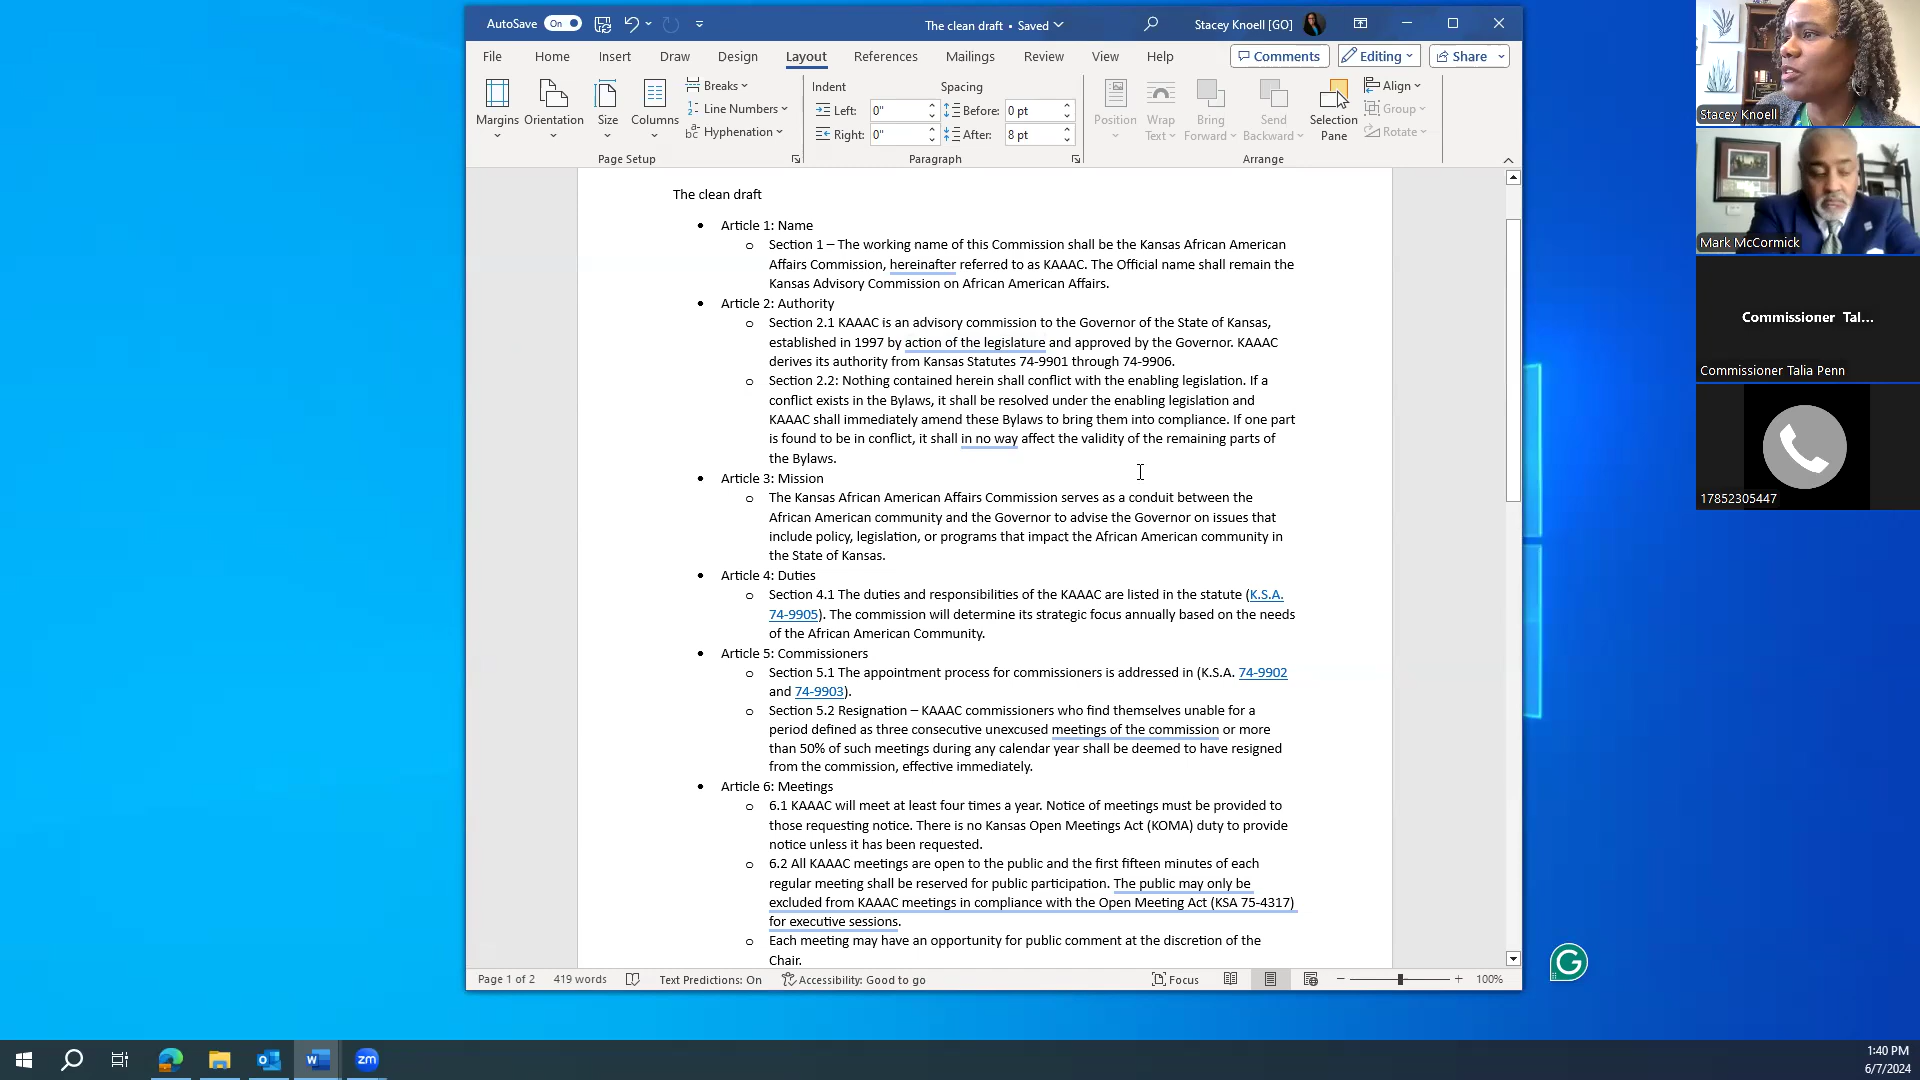 AutoSave On The clean draft • Saved Stacey Knoell [GO]
File Home Insert Draw Design Layout References Mailings Review View Help Comments Editing Share
Margins Orientation Size Columns Breaks Line Numbers Hyphenation
Page Setup
Indent Spacing
Left: 0" Before: 0 pt
Right: 0" After: 8 pt
Paragraph
Position Wrap Text Bring Forward Send Backward Selection Pane Align Group Rotate
Arrange
The clean draft
• Article 1: Name
o Section 1 – The working name of this Commission shall be the Kansas African American
Affairs Commission, hereinafter referred to as KAAAC. The Official name shall remain the
Kansas Advisory Commission on African American Affairs.
• Article 2: Authority
o Section 2.1 KAAAC is an advisory commission to the Governor of the State of Kansas,
established in 1997 by action of the legislature and approved by the Governor. KAAAC
derives its authority from Kansas Statutes 74-9901 through 74-9906.
o Section 2.2: Nothing contained herein shall conflict with the enabling legislation. If a
conflict exists in the Bylaws, it shall be resolved under the enabling legislation and
KAAAC shall immediately amend these Bylaws to bring them into compliance. If one part
is found to be in conflict, it shall in no way affect the validity of the remaining parts of
the Bylaws.
• Article 3: Mission
o The Kansas African American Affairs Commission serves as a conduit between the
African American community and the Governor to advise the Governor on issues that
include policy, legislation, or programs that impact the African American community in
the State of Kansas.
• Article 4: Duties
o Section 4.1 The duties and responsibilities of the KAAAC are listed in the statute (K.S.A.
74-9905). The commission will determine its strategic focus annually based on the needs
of the African American Community.
• Article 5: Commissioners
o Section 5.1 The appointment process for commissioners is addressed in (K.S.A. 74-9902
and 74-9903).
o Section 5.2 Resignation – KAAAC commissioners who find themselves unable for a
period defined as three consecutive unexcused meetings of the commission or more
than 50% of such meetings during any calendar year shall be deemed to have resigned
from the commission, effective immediately.
• Article 6: Meetings
o 6.1 KAAAC will meet at least four times a year. Notice of meetings must be provided to
those requesting notice. There is no Kansas Open Meetings Act (KOMA) duty to provide
notice unless it has been requested.
o 6.2 All KAAAC meetings are open to the public and the first fifteen minutes of each
regular meeting shall be reserved for public participation. The public may only be
excluded from KAAAC meetings in compliance with the Open Meeting Act (KSA 75-4317)
for executive sessions.
o Each meeting may have an opportunity for public comment at the discretion of the
Chair.
Page 1 of 2 419 words Text Predictions: On Accessibility: Good to go Focus 100%
Stacey Knoell
Mark McCormick
Commissioner Tal...
Commissioner Talia Penn
17852305447
G
zm
1:40 PM
6/7/2024